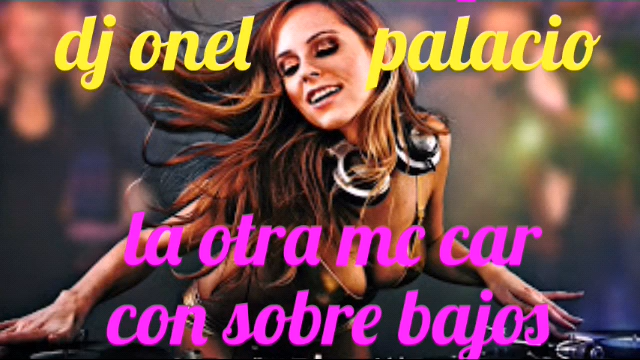 dj onel palacio
la otra mc car
con sobre bajos